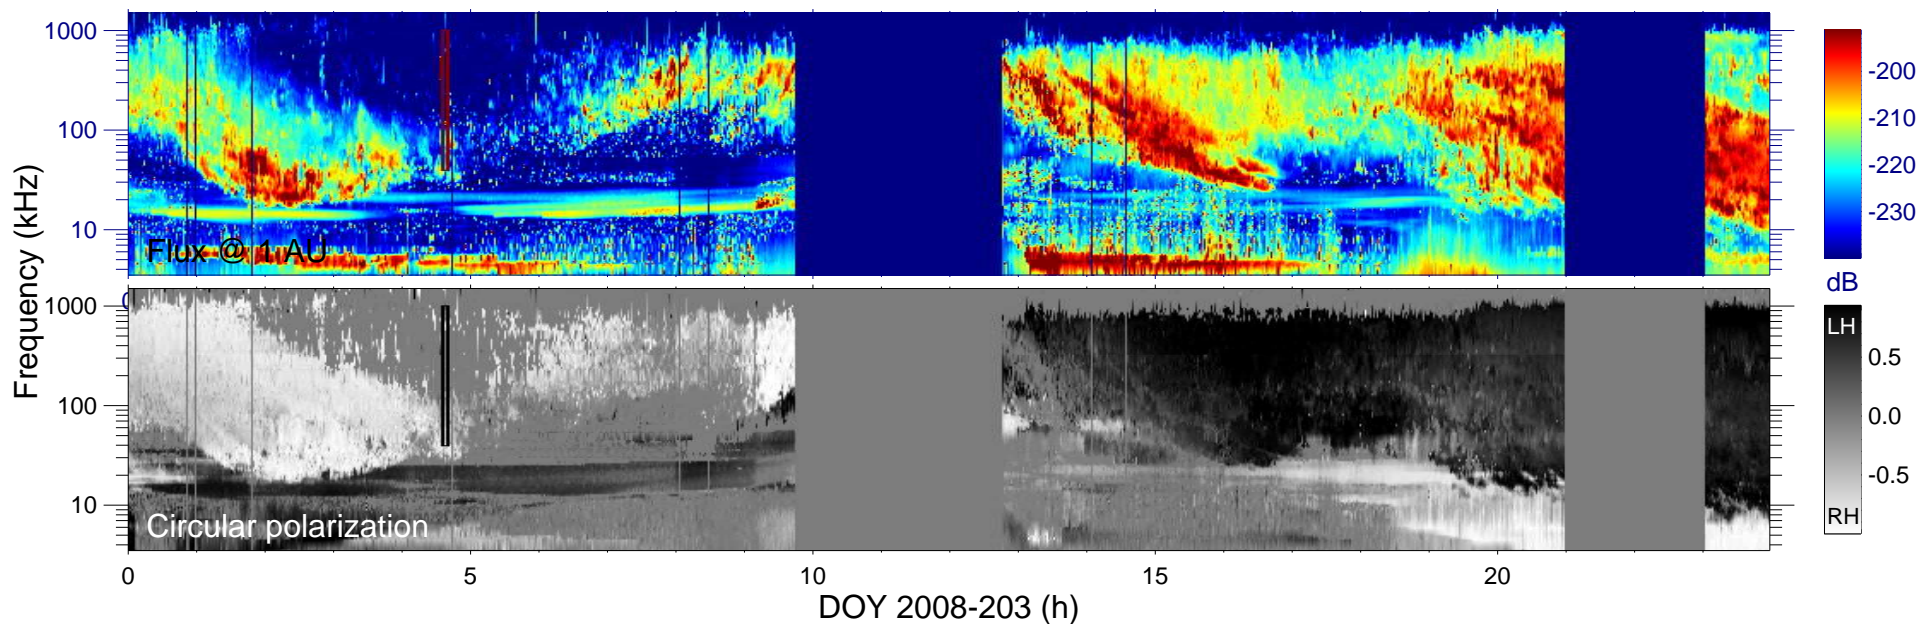 1000
100
10
Flux @ 1 AU
-200
-210
-220
-230
dB
0
1000
100
10
Circular polarization
LH
0.5
0.0
-0.5
RH
Frequency (kHz)
0 5 10 15 20
DOY 2008-203 (h)